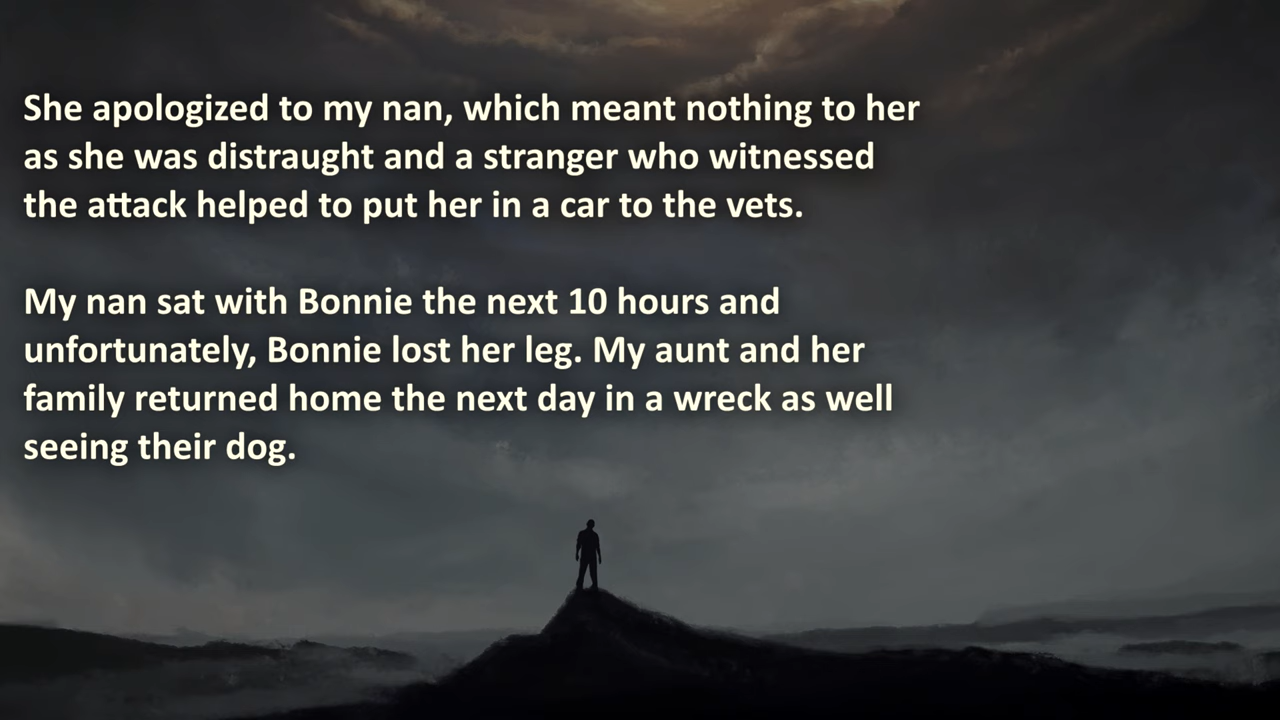 She apologized to my nan, which meant nothing to her
as she was distraught and a stranger who witnessed
the attack helped to put her in a car to the vets.
My nan sat with Bonnie the next 10 hours and
unfortunately, Bonnie lost her leg. My aunt and her
family returned home the next day in a wreck as well
seeing their dog.